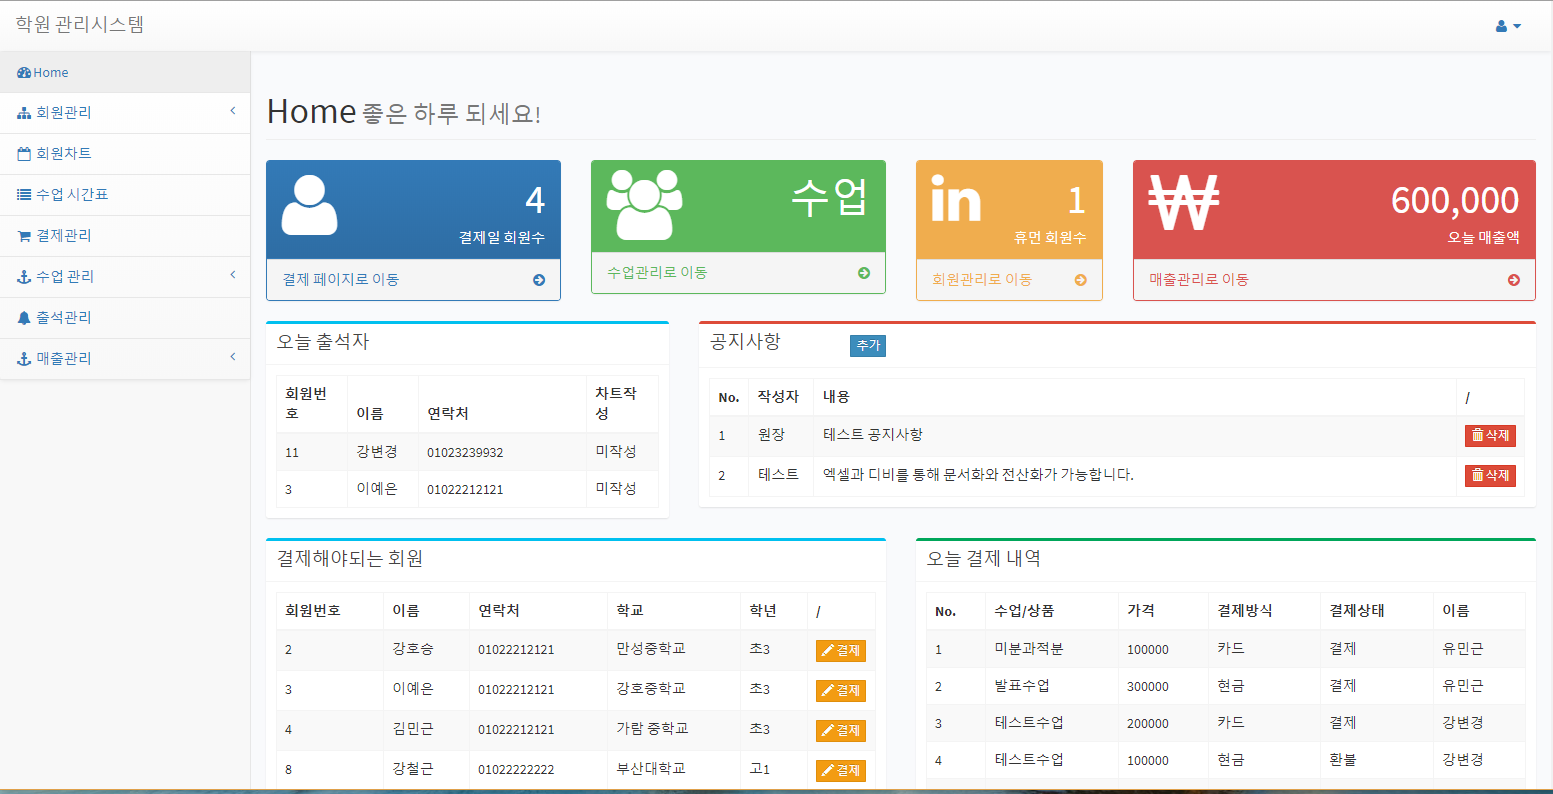 학원 관리시스템
Home
회원관리
회원차트
수업 시간표
결제관리
수업 관리
출석관리
매출관리
Home 좋은 하루 되세요!
4
결제일 회원수
결제 페이지로 이동
수업
수업관리로 이동
in
1
휴먼 회원수
회원관리로 이동
₩
600,000
오늘 매출액
매출관리로 이동
오늘 출석자
회원번호 이름 연락처 차트작성
11 강변경 01023239932 미작성
3 이예은 01022212121 미작성
공지사항 추가
No. 작성자 내용 /
1 원장 테스트 공지사항 삭제
2 테스트 엑셀과 디비를 통해 문서화와 전산화가 가능합니다. 삭제
결제해야되는 회원
회원번호 이름 연락처 학교 학년 /
2 강호승 01022212121 만성중학교 초3 결제
3 이예은 01022212121 강호중학교 초3 결제
4 김민근 01022212121 가람 중학교 초3 결제
8 강철근 01022222222 부산대학교 고1 결제
오늘 결제 내역
No. 수업/상품 가격 결제방식 결제상태 이름
1 미분과적분 100000 카드 결제 유민근
2 발표수업 300000 현금 결제 유민근
3 테스트수업 200000 카드 결제 강변경
4 테스트수업 100000 현금 환불 강변경